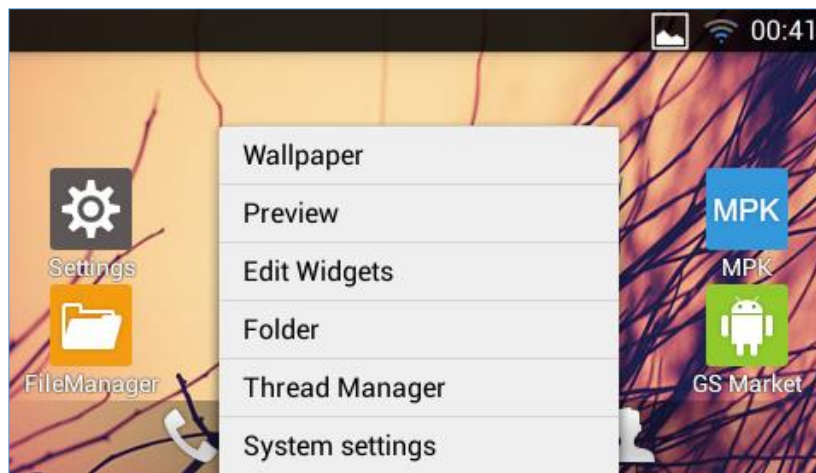 00:41
Wallpaper
Preview
Edit Widgets
Folder
Thread Manager
System settings
Settings
FileManager
MPK
MPK
GS Market